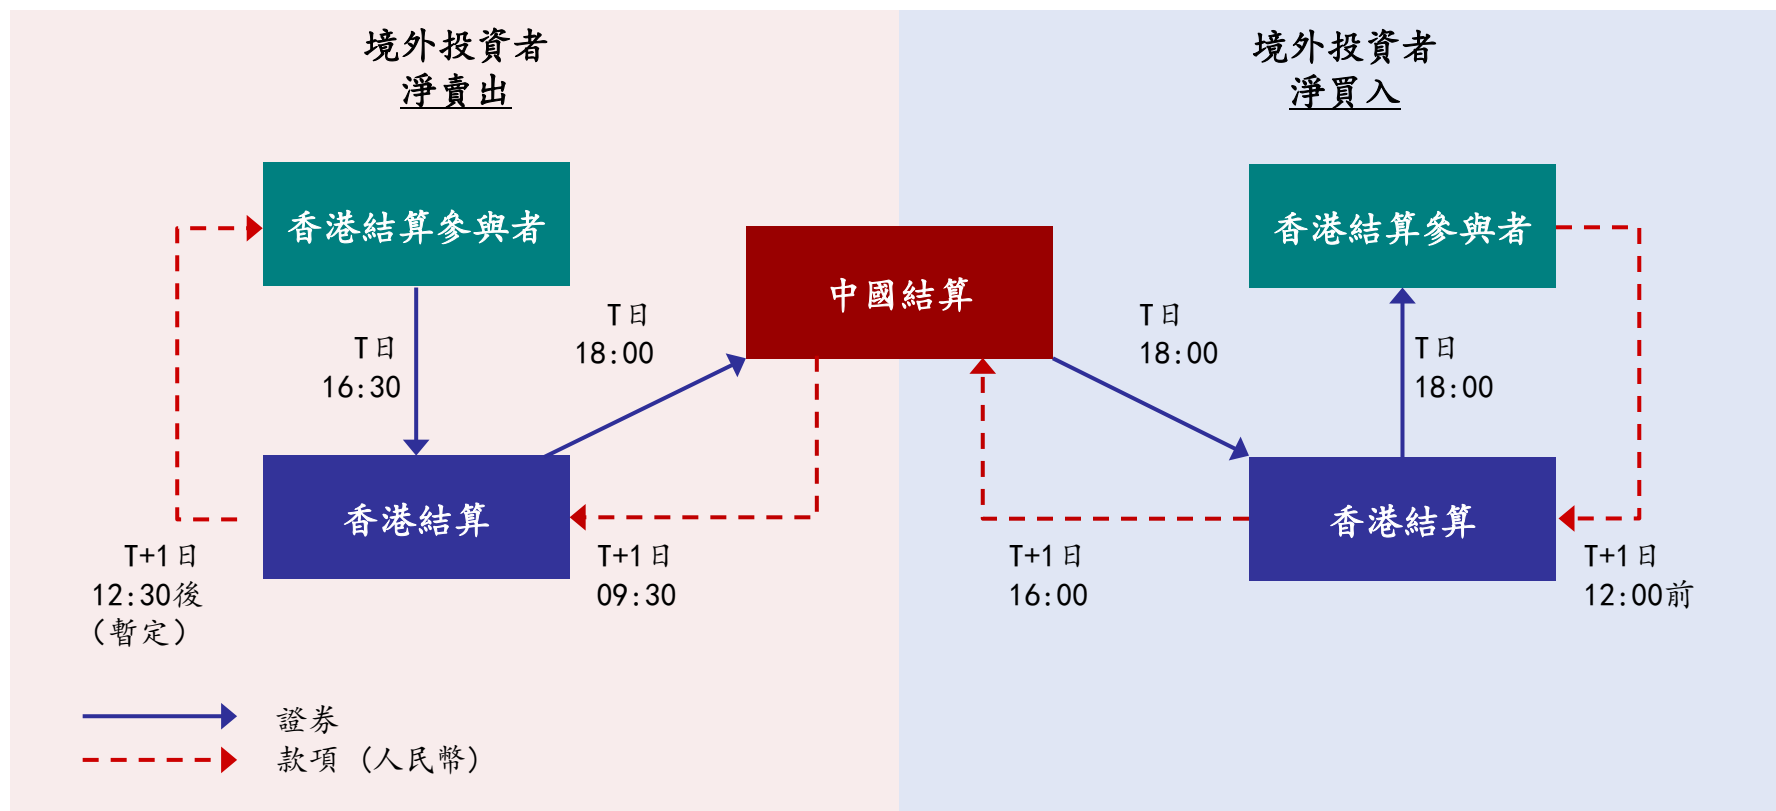 境外投資者
淨賣出
境外投資者
淨買入
香港結算參與者
香港結算參與者
中國結算
T日
16:30
T日
18:00
T日
18:00
T日
18:00
香港結算
香港結算
T+1日
12:30後
(暫定)
T+1日
09:30
T+1日
16:00
T+1日
12:00前
證券
款項 (人民幣)